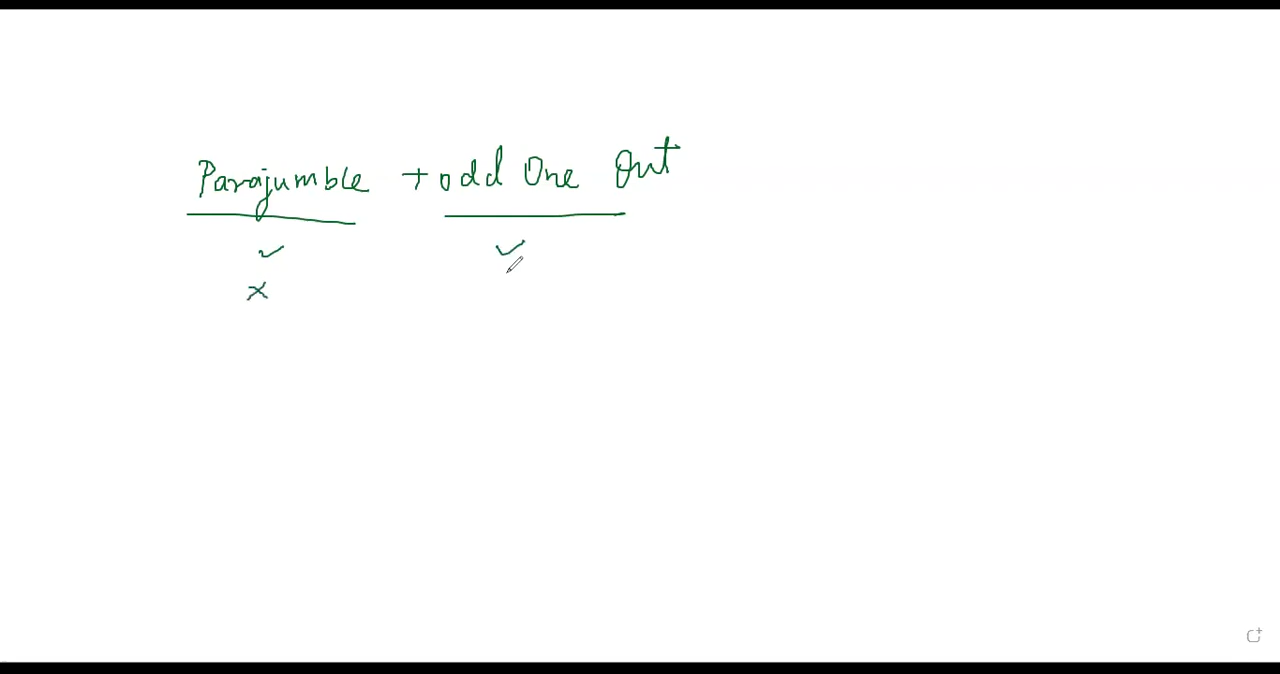 Parajumble + odd One Out
✓ ✓
×